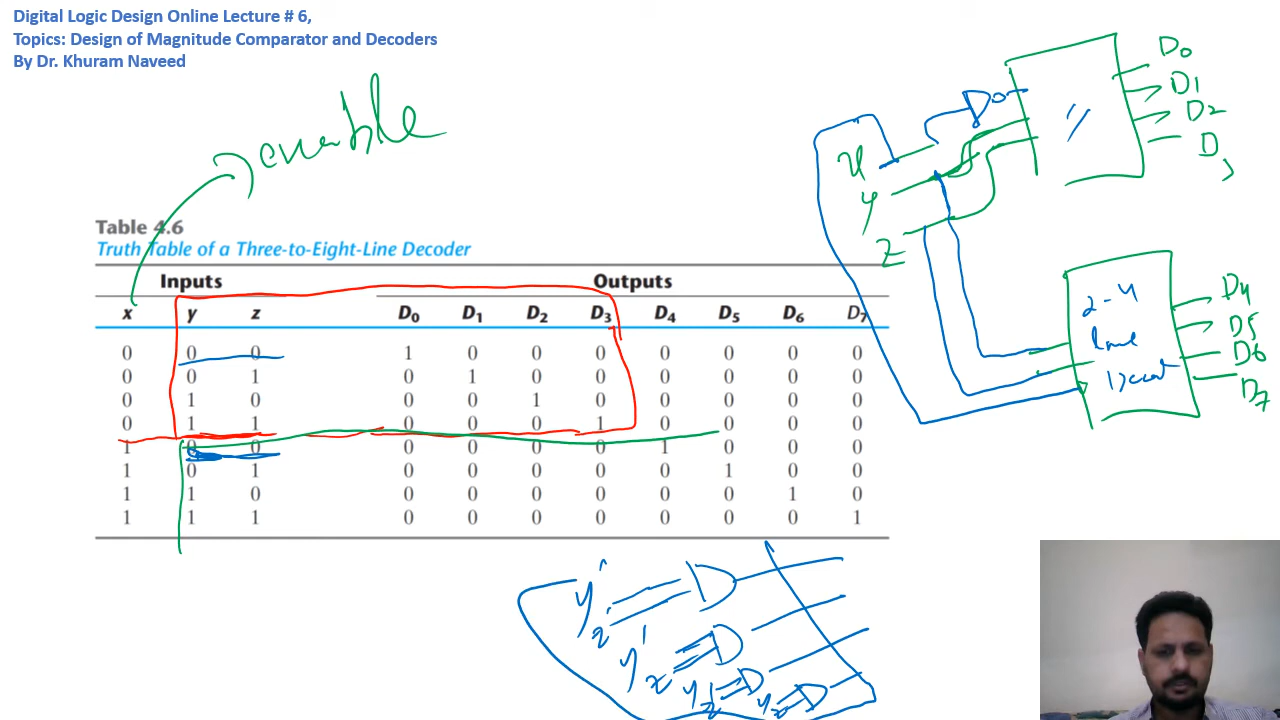 Digital Logic Design Online Lecture # 6,
Topics: Design of Magnitude Comparator and Decoders
By Dr. Khuram Naveed
enable
Table 4.6
Truth Table of a Three-to-Eight-Line Decoder
Inputs Outputs
x y z D0 D1 D2 D3 D4 D5 D6 D7
0 0 0 1 0 0 0 0 0 0 0
0 0 1 0 1 0 0 0 0 0 0
0 1 0 0 0 1 0 0 0 0 0
0 1 1 0 0 0 1 0 0 0 0
1 0 0 0 0 0 0 1 0 0 0
1 0 1 0 0 0 0 0 1 0 0
1 1 0 0 0 0 0 0 0 1 0
1 1 1 0 0 0 0 0 0 0 1
x
y
z
D0
D1
D2
D3
2-4
line
D4
D5
D6
D7
y'
z'
y'
z
y
z'
y
z